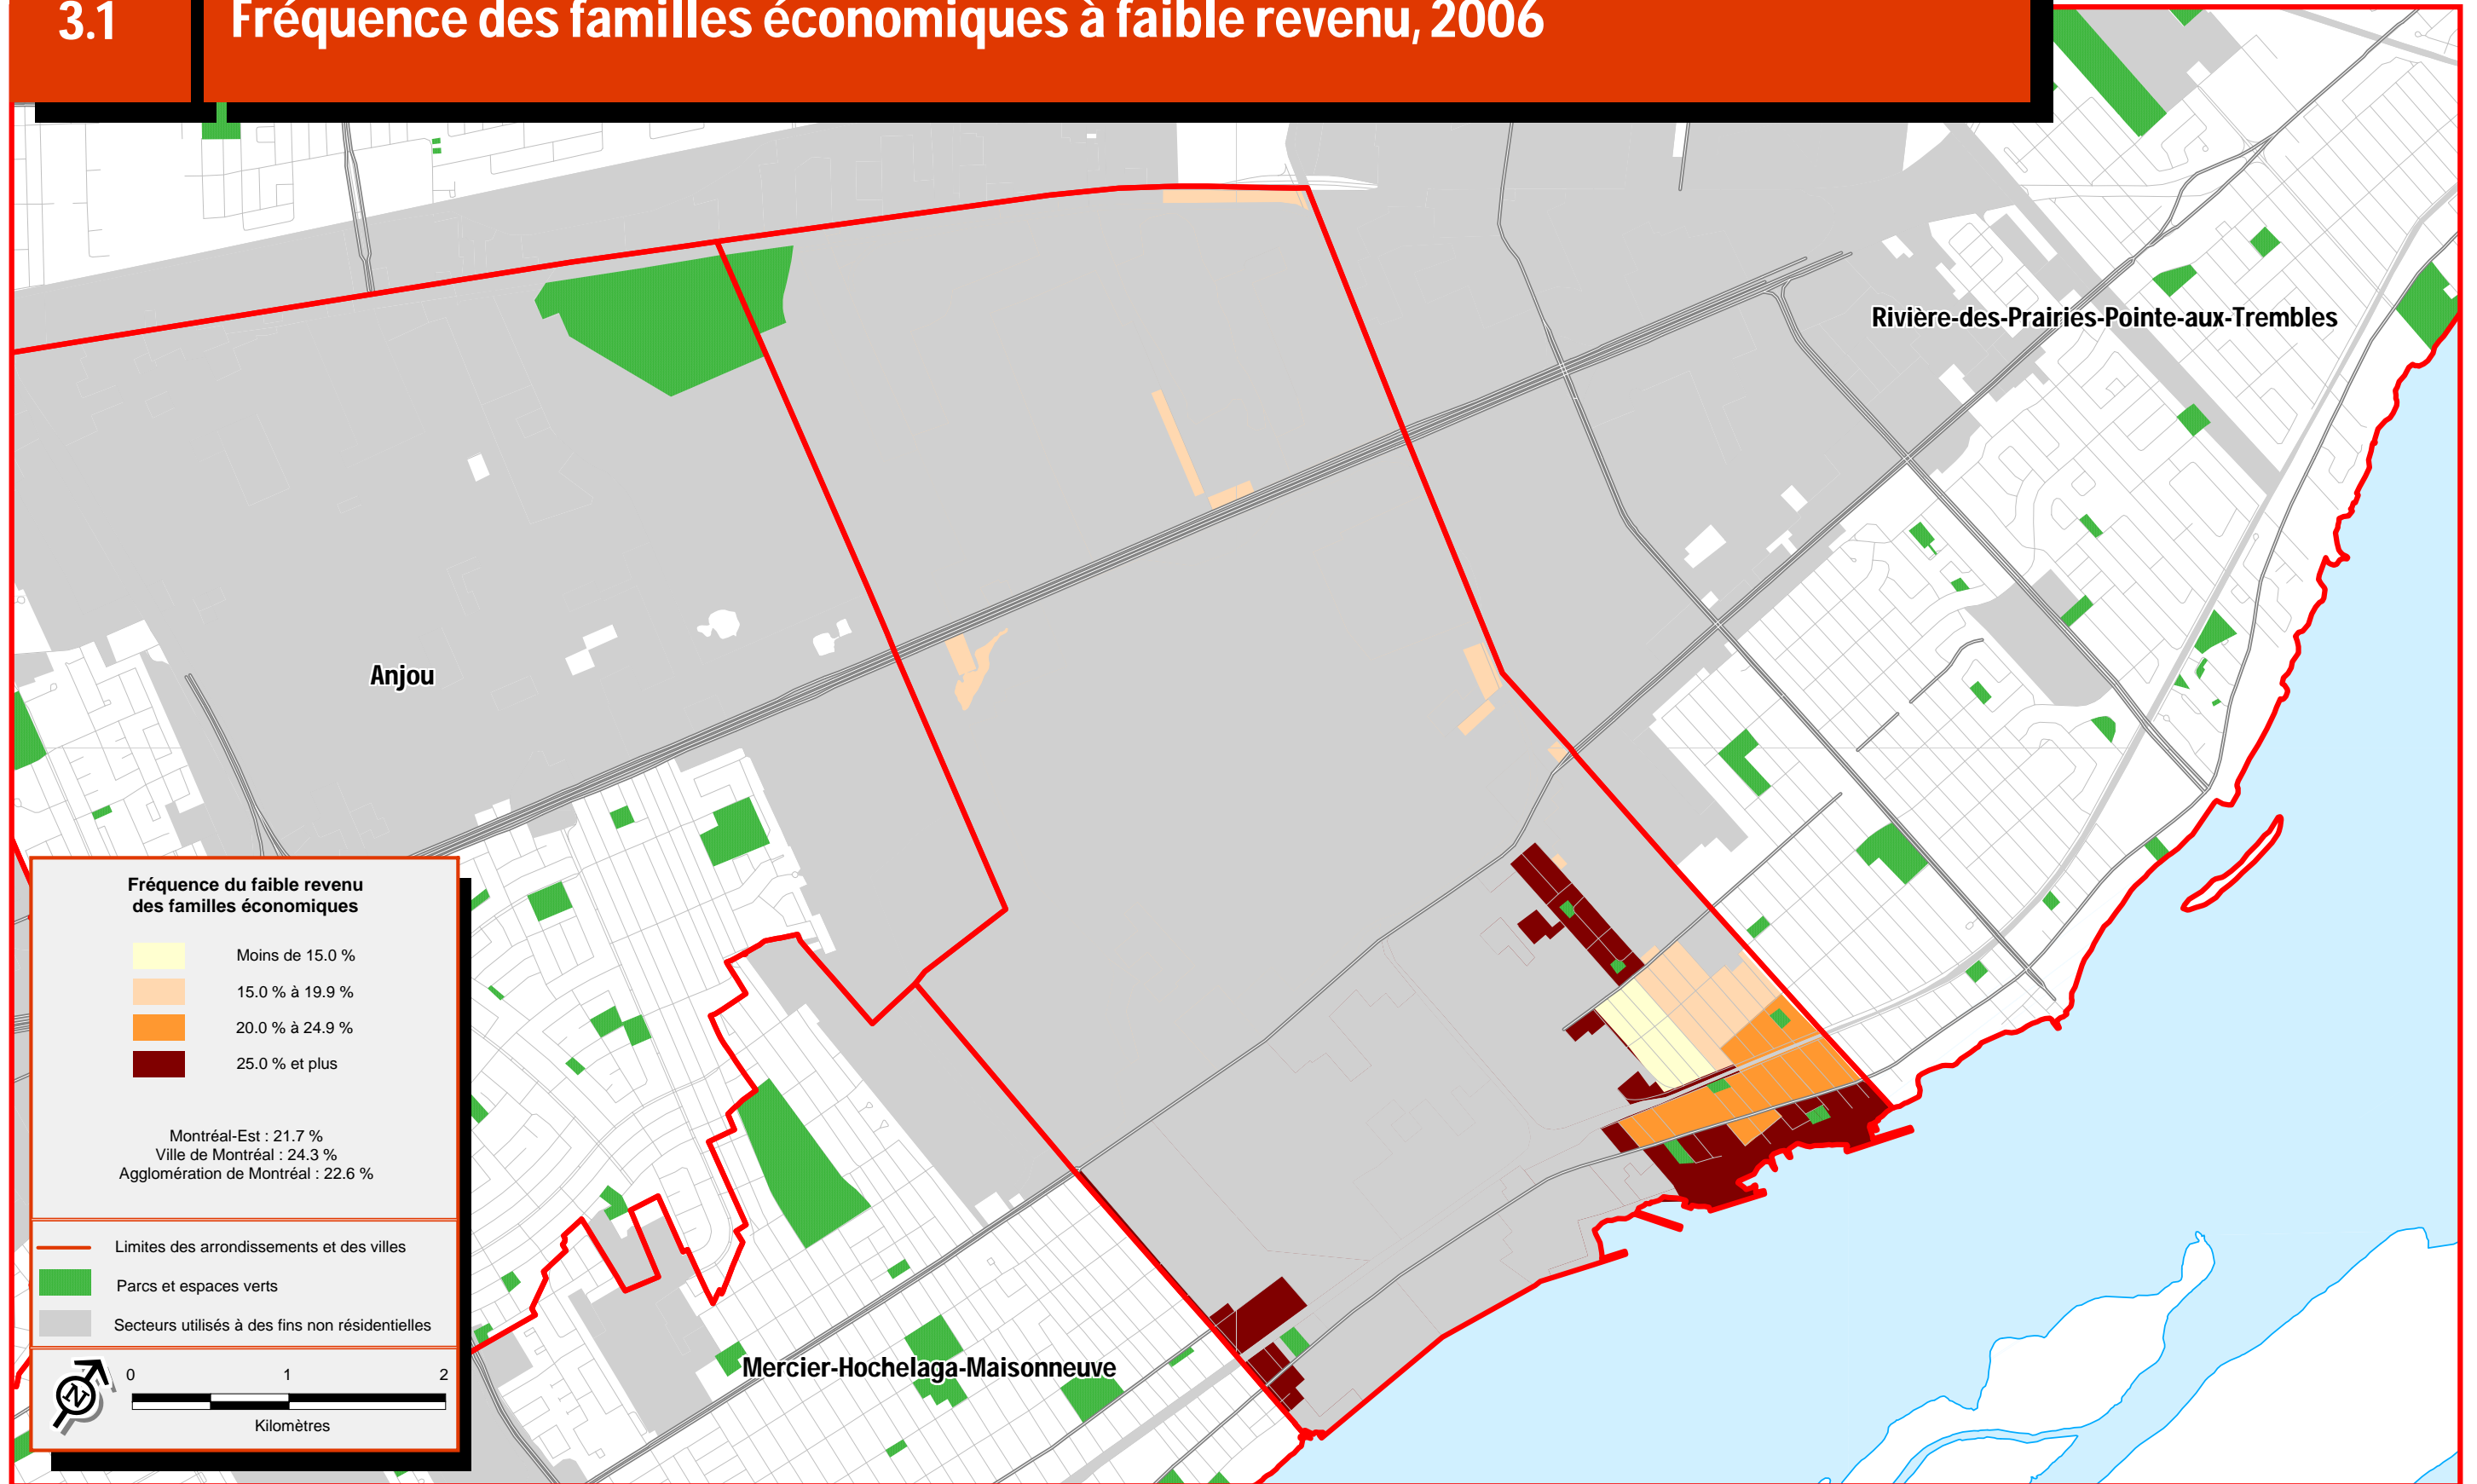 3.1
Fréquence des familles économiques à faible revenu, 2006
Rivière-des-Prairies-Pointe-aux-Trembles
Anjou
Mercier-Hochelaga-Maisonneuve
Fréquence du faible revenu
des familles économiques
Moins de 15.0 %
15.0 % à 19.9 %
20.0 % à 24.9 %
25.0 % et plus
Montréal-Est : 21.7 %
Ville de Montréal : 24.3 %
Agglomération de Montréal : 22.6 %
Limites des arrondissements et des villes
Parcs et espaces verts
Secteurs utilisés à des fins non résidentielles
N
0 1 2
Kilomètres